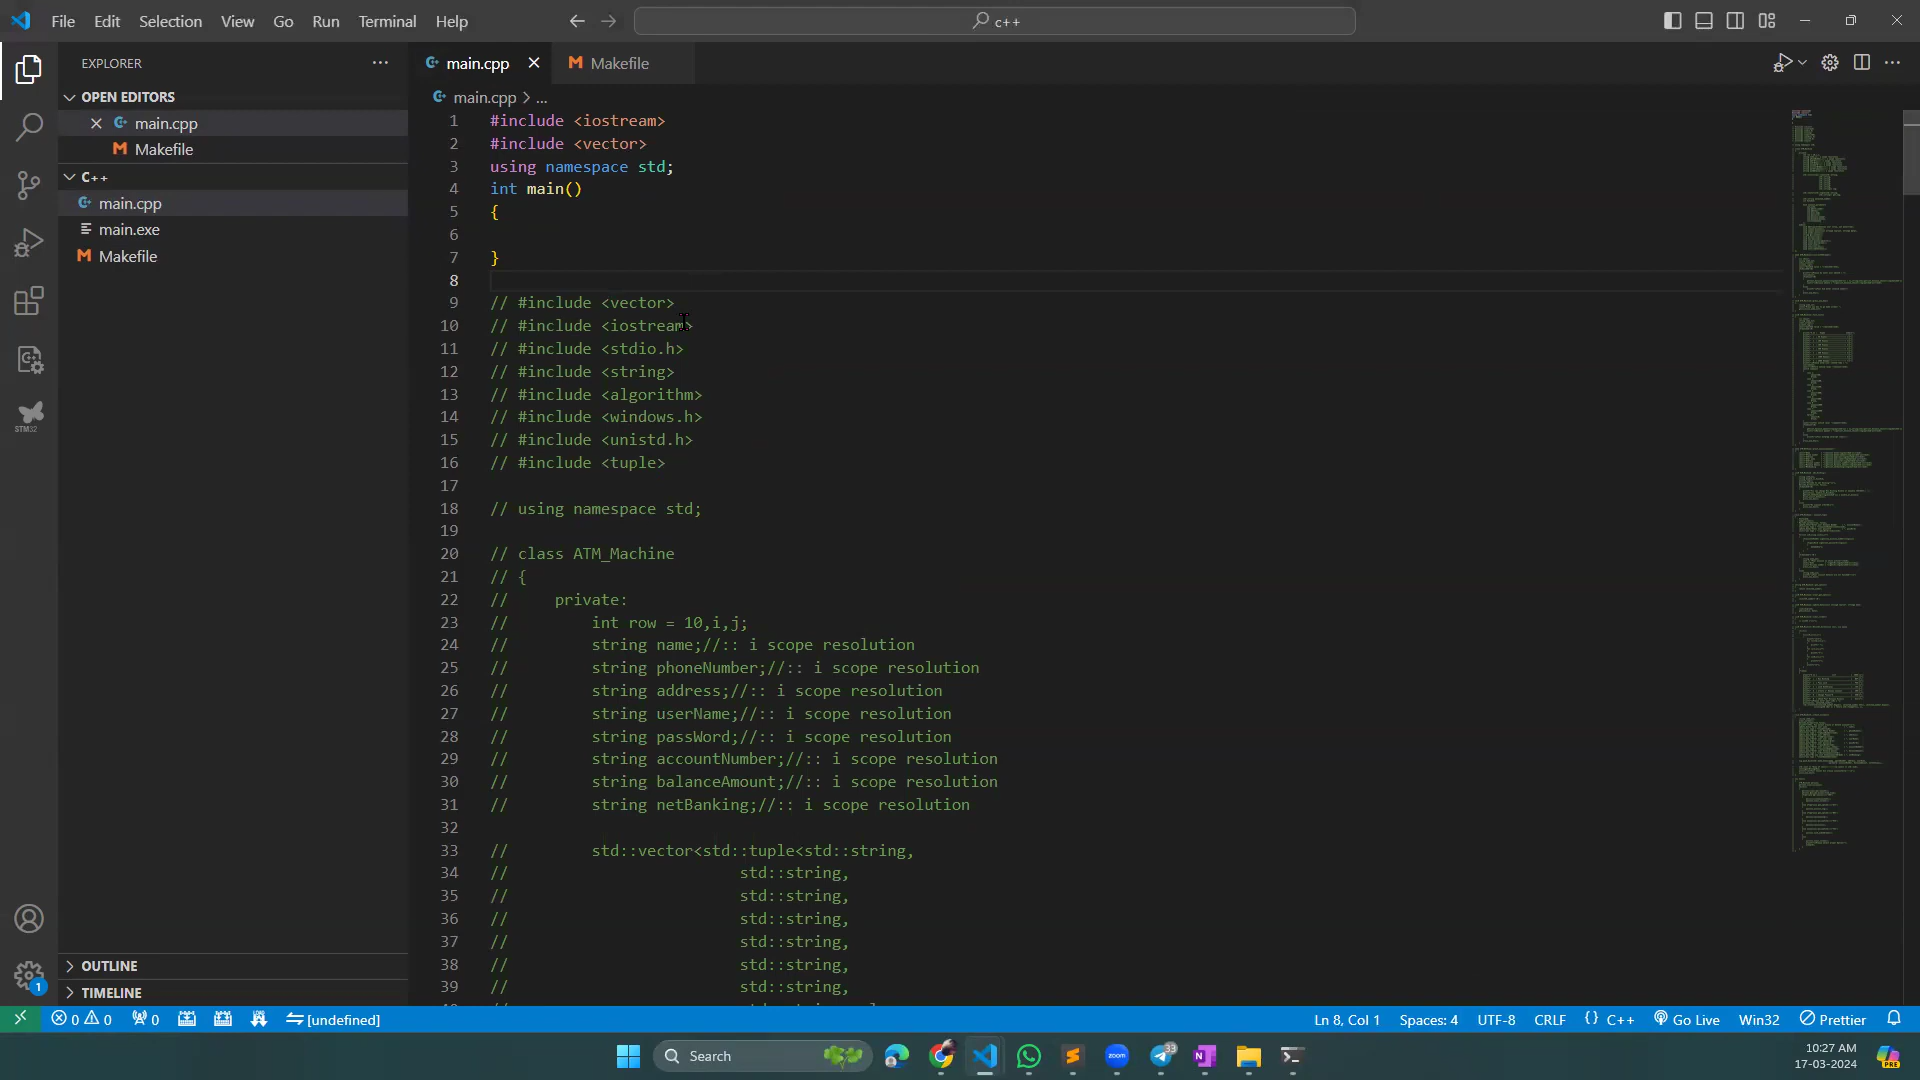 File Edit Selection View Go Run Terminal Help
c++
EXPLORER
OPEN EDITORS
main.cpp
Makefile
C++
main.cpp
main.exe
Makefile
OUTLINE
TIMELINE
STM32
1
main.cpp Makefile
main.cpp > ...
1 #include <iostream>
2 #include <vector>
3 using namespace std;
4 int main()
5 {
6
7 }
8
9 // #include <vector>
10 // #include <iostream>
11 // #include <stdio.h>
12 // #include <string>
13 // #include <algorithm>
14 // #include <windows.h>
15 // #include <unistd.h>
16 // #include <tuple>
17
18 // using namespace std;
19
20 // class ATM_Machine
21 // {
22 // private:
23 // int row = 10,i,j;
24 // string name;//:: i scope resolution
25 // string phoneNumber;//:: i scope resolution
26 // string address;//:: i scope resolution
27 // string userName;//:: i scope resolution
28 // string passWord;//:: i scope resolution
29 // string accountNumber;//:: i scope resolution
30 // string balanceAmount;//:: i scope resolution
31 // string netBanking;//:: i scope resolution
32
33 // std::vector<std::tuple<std::string,
34 // std::string,
35 // std::string,
36 // std::string,
37 // std::string,
38 // std::string,
39 // std::string,
0 0 0 [undefined] Ln 8, Col 1 Spaces: 4 UTF-8 CRLF {} C++ Go Live Win32 Prettier
Search
zoom
33
10:27 AM
17-03-2024
PRE